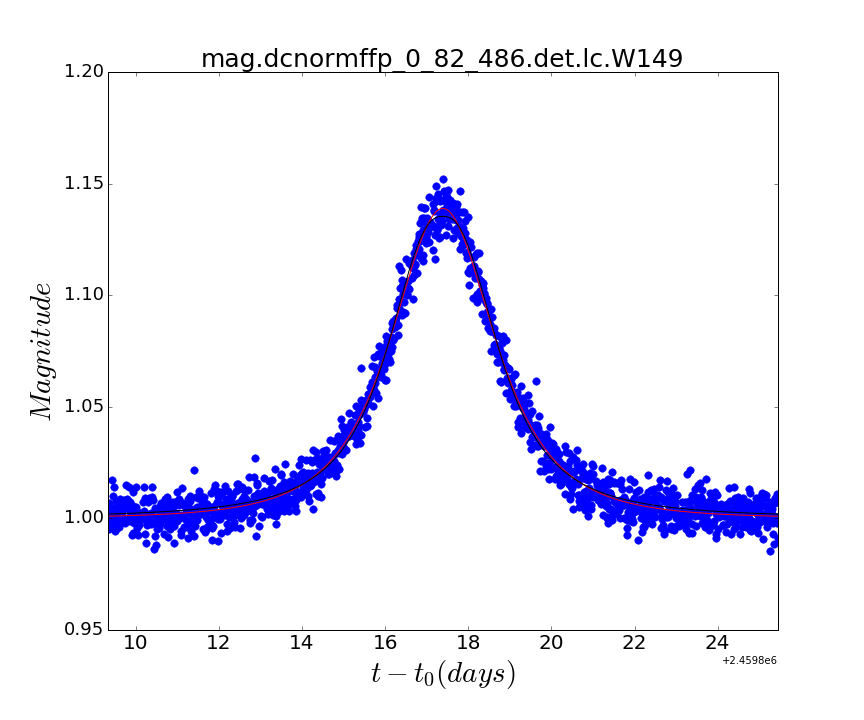 mag.dcnormffp_0_82_486.det.lc.W149
1.20
1.15
1.10
1.05
1.00
0.95
Magnitude
10 12 14 16 18 20 22 24
+2.4598e6
t − t₀(days)